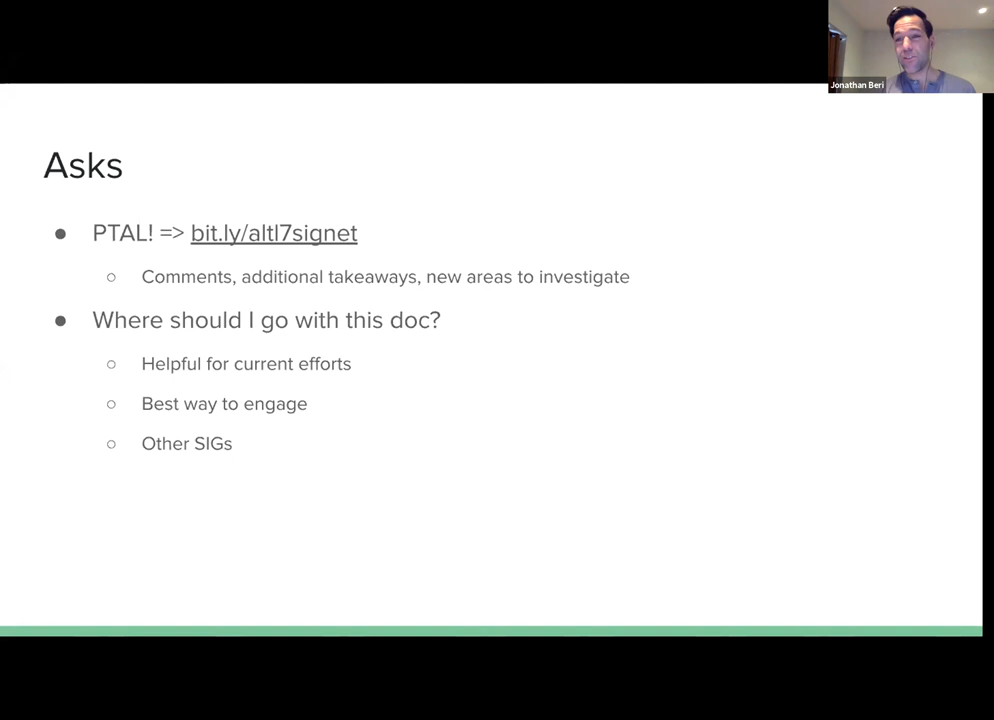 Jonathan Beri
Asks
● PTAL! => bit.ly/altl7signet
○ Comments, additional takeaways, new areas to investigate
● Where should I go with this doc?
○ Helpful for current efforts
○ Best way to engage
○ Other SIGs